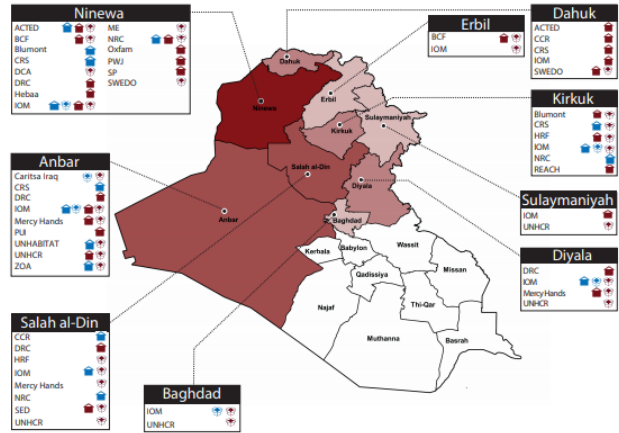 Ninewa
ACTED
BCF
Blumont
CRS
DCA
DRC
Hebaa
IOM
ME
NRC
Oxfam
PWJ
SP
SWEDO
Erbil
BCF
IOM
Dahuk
ACTED
CCR
CRS
IOM
SWEDO
Kirkuk
Blumont
CRS
HRF
IOM
NRC
REACH
Anbar
Caritsa Iraq
CRS
DRC
IOM
Mercy Hands
PUI
UNHABITAT
UNHCR
ZOA
Sulaymaniyah
IOM
UNHCR
Diyala
DRC
IOM
MercyHands
UNHCR
Salah al-Din
CCR
DRC
HRF
IOM
Mercy Hands
NRC
SED
UNHCR
Baghdad
IOM
UNHCR
Dahuk
Ninewa
Erbil
Sulaymaniyah
Kirkuk
Salah al-Din
Diyala
Anbar
Baghdad
Kerhala
Babylon
Wassit
Qadissiya
Missan
Najaf
Thi-Qar
Muthanna
Basrah